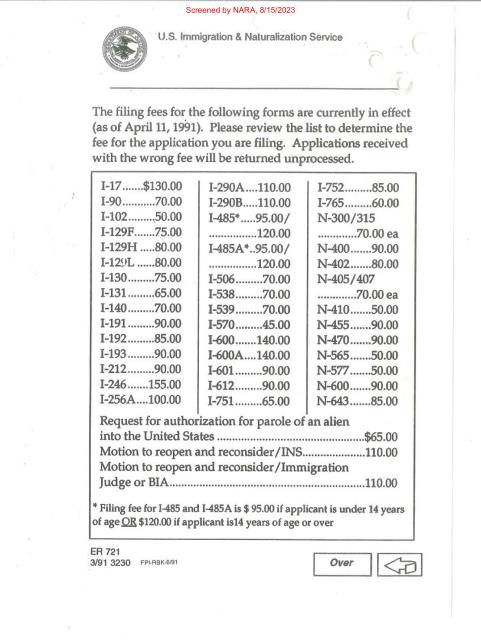 Screened by NARA, 8/15/2023
U.S. Immigration & Naturalization Service
The filing fees for the following forms are currently in effect
(as of April 11, 1991). Please review the list to determine the
fee for the application you are filing. Applications received
with the wrong fee will be returned unprocessed.
I-17.......$130.00
I-90.........70.00
I-102........50.00
I-129F.......75.00
I-129H .....80.00
I-129L ......80.00
I-130........75.00
I-131........65.00
I-140........70.00
I-191........90.00
I-192........85.00
I-193........90.00
I-212........90.00
I-246......155.00
I-256A....100.00
I-290A....110.00
I-290B.....110.00
I-485*.....95.00/
................120.00
I-485A*..95.00/
................120.00
I-506........70.00
I-538........70.00
I-539........70.00
I-570........45.00
I-600......140.00
I-600A....140.00
I-601........90.00
I-612........90.00
I-751........65.00
I-752.........85.00
I-765.........60.00
N-300/315
.............70.00 ea
N-400.......90.00
N-402.......80.00
N-405/407
.............70.00 ea
N-410.......50.00
N-455.......90.00
N-470.......90.00
N-565.......50.00
N-577.......50.00
N-600.......90.00
N-643.......85.00
Request for authorization for parole of an alien
into the United States ................................................$65.00
Motion to reopen and reconsider/INS....................110.00
Motion to reopen and reconsider/Immigration
Judge or BIA................................................................110.00
* Filing fee for I-485 and I-485A is $ 95.00 if applicant is under 14 years
of age OR $120.00 if applicant is14 years of age or over
ER 721
3/91 3230 FPI-RBK-6/91
Over